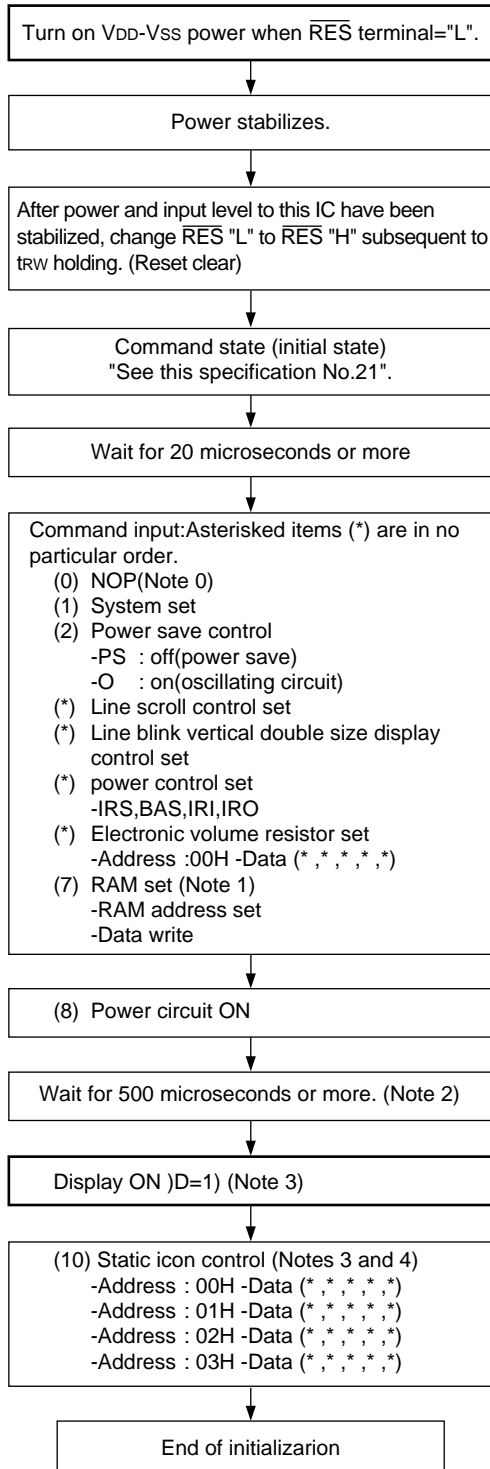 Turn on VDD-VSS power when RES terminal="L".
Power stabilizes.
After power and input level to this IC have been
stabilized, change RES "L" to RES "H" subsequent to
tRW holding. (Reset clear)
Command state (initial state)
"See this specification No.21".
Wait for 20 microseconds or more
Command input:Asterisked items (*) are in no
particular order.
(0) NOP(Note 0)
(1) System set
(2) Power save control
-PS : off(power save)
-O : on(oscillating circuit)
(*) Line scroll control set
(*) Line blink vertical double size display
control set
(*) power control set
-IRS,BAS,IRI,IRO
(*) Electronic volume resistor set
-Address :00H -Data (* ,* ,* ,* ,*)
(7) RAM set (Note 1)
-RAM address set
-Data write
(8) Power circuit ON
Wait for 500 microseconds or more. (Note 2)
Display ON )D=1) (Note 3)
(10) Static icon control (Notes 3 and 4)
-Address : 00H -Data (* ,* ,* ,* ,*)
-Address : 01H -Data (* ,* ,* ,* ,*)
-Address : 02H -Data (* ,* ,* ,* ,*)
-Address : 03H -Data (* ,* ,* ,* ,*)
End of initializarion